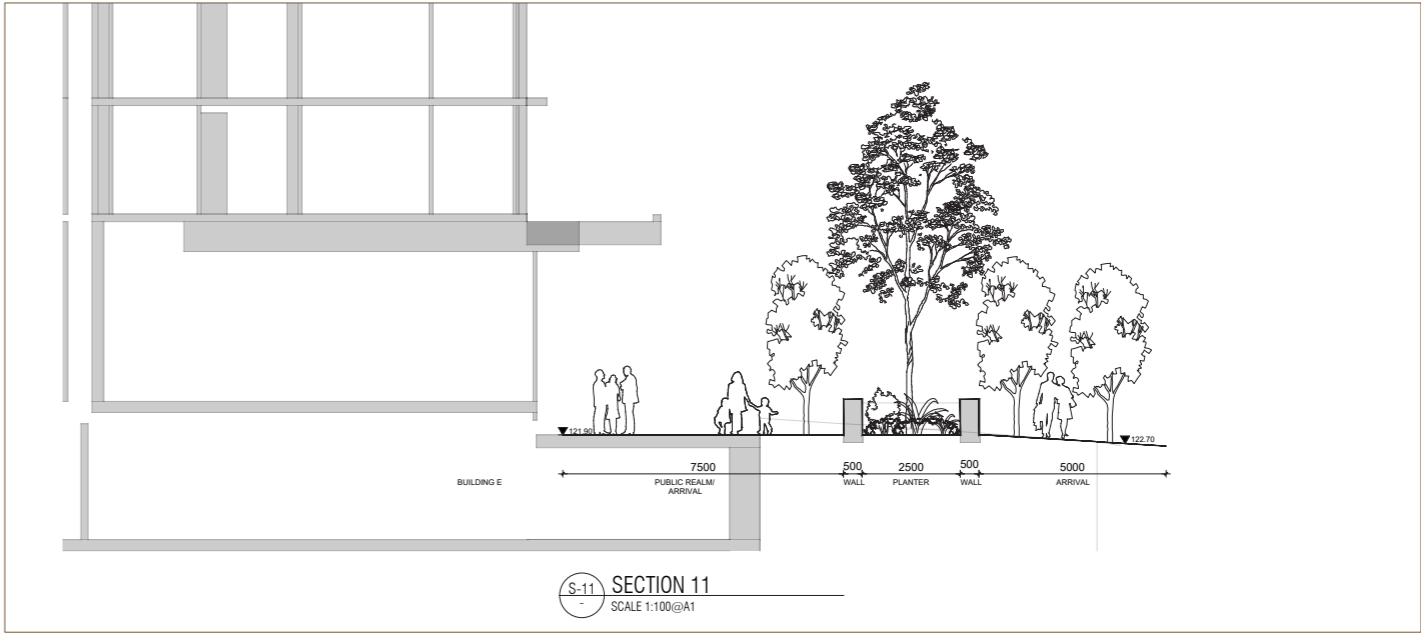 121.90
122.70
7500
500
2500
500
5000
BUILDING E
PUBLIC REALM/
ARRIVAL
WALL
PLANTER
WALL
ARRIVAL
S-11
-
SECTION 11
SCALE 1:100@A1